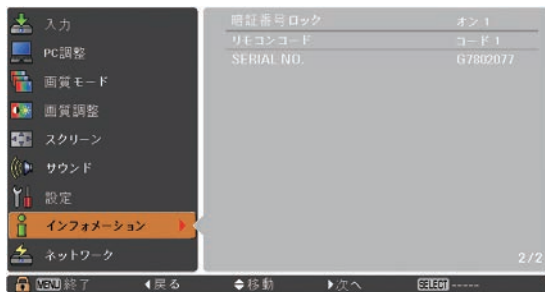 入力
PC調整
画質モード
画質調整
スクリーン
サウンド
設定
インフォメーション
ネットワーク
暗証番号ロック オン 1
リモコンコード コード 1
SERIAL NO. G7802077
2/2
MENU 終了 戻る 移動 次へ SELECT -----